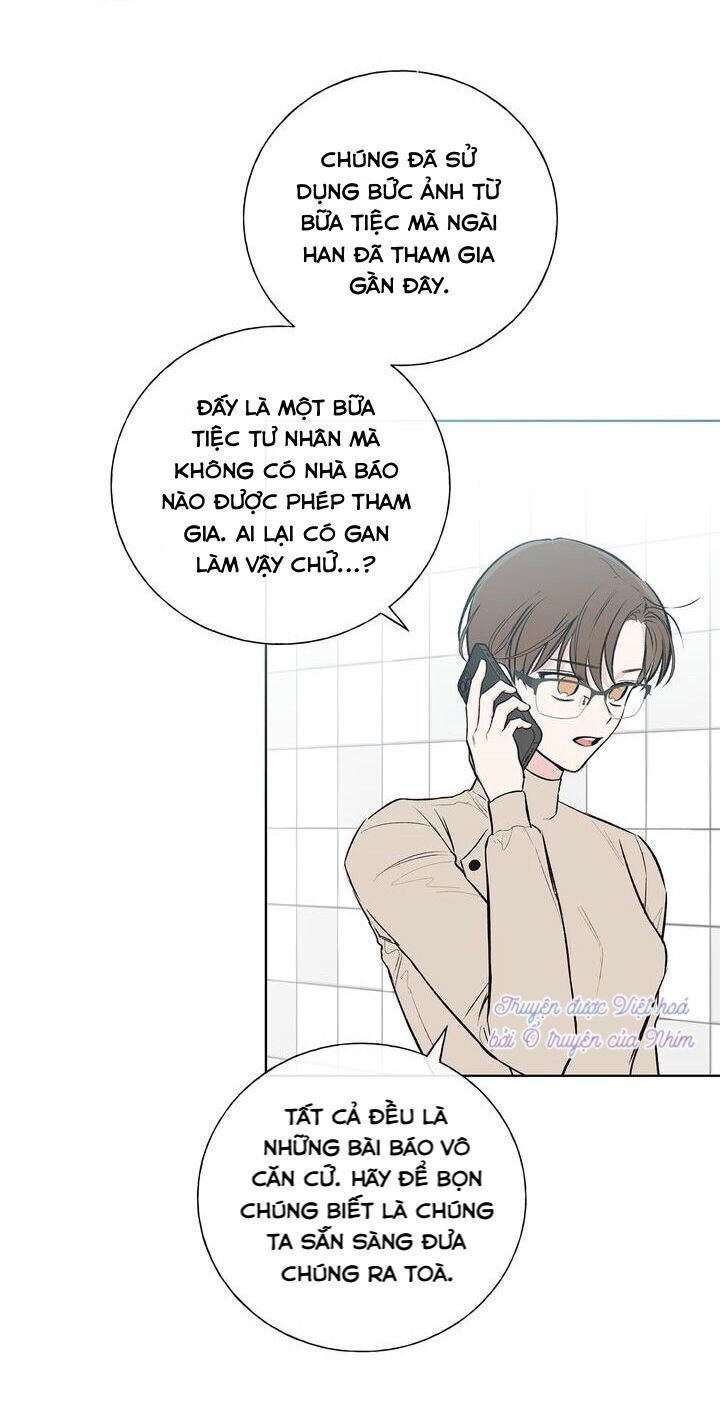 CHÚNG ĐÃ SỬ
DỤNG BỨC ẢNH TỪ
BỮA TIỆC MÀ NGÀI
HAN ĐÃ THAM GIA
GẦN ĐÂY.
ĐẤY LÀ MỘT BỮA
TIỆC TƯ NHÂN MÀ
KHÔNG CÓ NHÀ BÁO
NÀO ĐƯỢC PHÉP THAM
GIA. AI LẠI CÓ GAN
LÀM VẬY CHỨ...?
Truyện được Việt hoá
bởi Ổ truyện của Nhím
TẤT CẢ ĐỀU LÀ
NHỮNG BÀI BÁO VÔ
CĂN CỨ. HÃY ĐỂ BỌN
CHÚNG BIẾT LÀ CHÚNG
TA SẴN SÀNG ĐƯA
CHÚNG RA TOÀ.